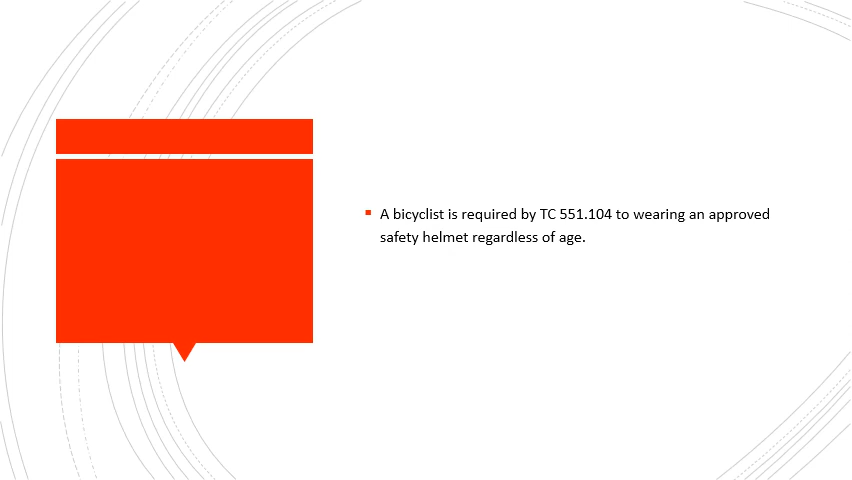 A bicyclist is required by TC 551.104 to wearing an approved
safety helmet regardless of age.